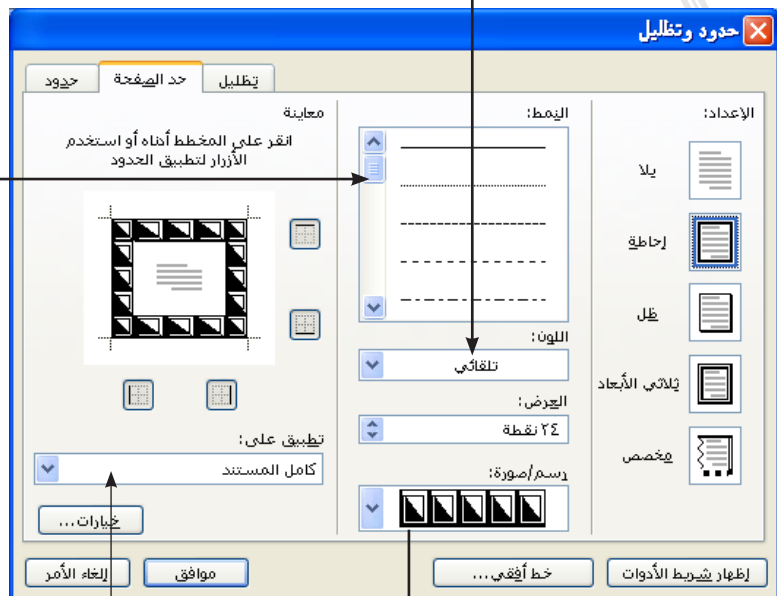 حدود وتظليل
حدود
حد الصفحة
تظليل
الإعداد:
بلا
إحاطة
ظل
ثلاثي الأبعاد
مخصص
النمط:
اللون:
تلقائي
العرض:
٢٤ نقطة
رسم/صورة:
معاينة
انقر على المخطط أدناه أو استخدم
الأزرار لتطبيق الحدود
تطبيق على:
كامل المستند
خيارات...
إظهار شريط الأدوات
خط أفقي...
موافق
إلغاء الأمر